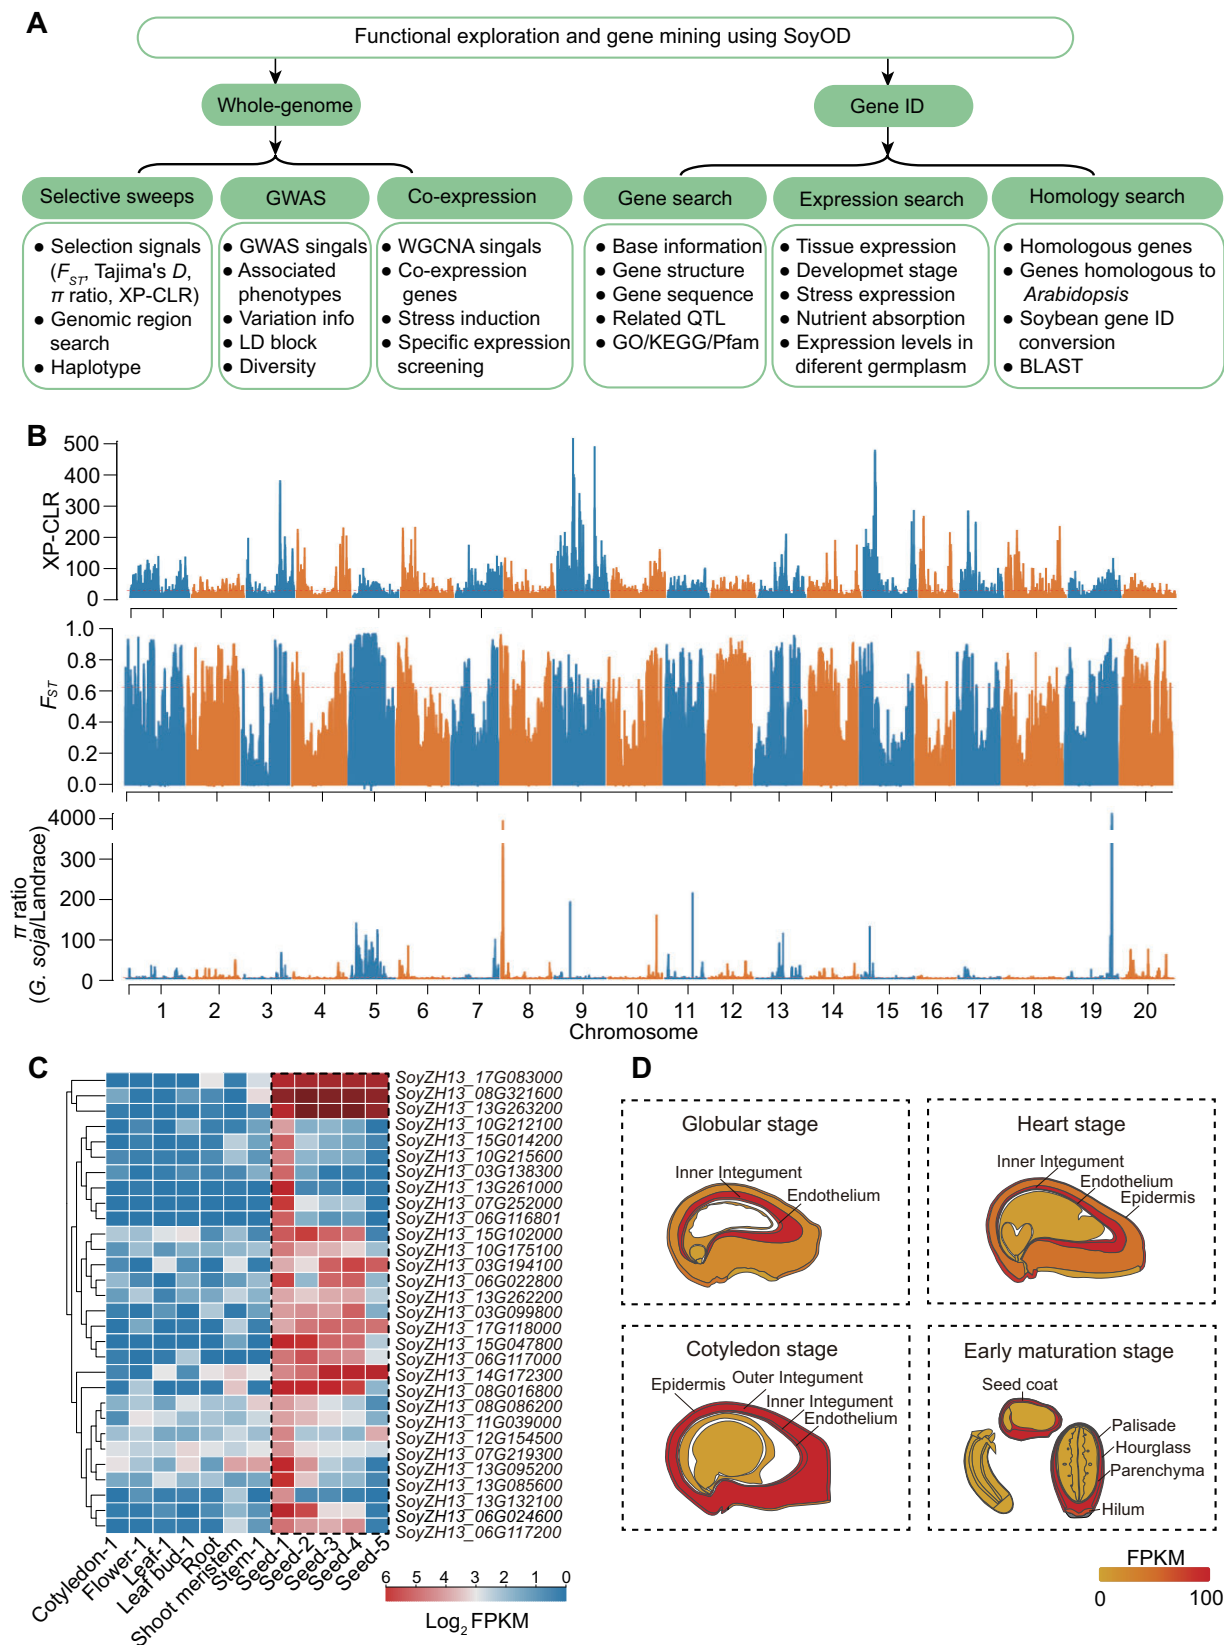 A
Functional exploration and gene mining using SoyOD
Whole-genome
Gene ID
Selective sweeps
GWAS
Co-expression
Gene search
Expression search
Homology search
● Selection signals
(F_ST, Tajima's D,
π ratio, XP-CLR)
● Genomic region
search
● Haplotype
● GWAS singals
● Associated
phenotypes
● Variation info
● LD block
● Diversity
● WGCNA singals
● Co-expression
genes
● Stress induction
● Specific expression
screening
● Base information
● Gene structure
● Gene sequence
● Related QTL
● GO/KEGG/Pfam
● Tissue expression
● Developmet stage
● Stress expression
● Nutrient absorption
● Expression levels in
diferent germplasm
● Homologous genes
● Genes homologous to
Arabidopsis
● Soybean gene ID
conversion
● BLAST
B
XP-CLR
500
400
300
200
100
0
F_ST
1.0
0.8
0.6
0.4
0.2
0.0
π ratio
(G. soja/Landrace)
4000
300
200
100
0
1 2 3 4 5 6 7 8 9 10 11 12 13 14 15 16 17 18 19 20
Chromosome
C
SoyZH13_17G083000
SoyZH13_08G321600
SoyZH13_13G263200
SoyZH13_10G212100
SoyZH13_15G014200
SoyZH13_10G215600
SoyZH13_03G138300
SoyZH13_13G261000
SoyZH13_07G252000
SoyZH13_06G116801
SoyZH13_15G102000
SoyZH13_10G175100
SoyZH13_03G194100
SoyZH13_06G022800
SoyZH13_13G262200
SoyZH13_03G099800
SoyZH13_17G118000
SoyZH13_15G047800
SoyZH13_06G117000
SoyZH13_14G172300
SoyZH13_08G016800
SoyZH13_08G086200
SoyZH13_11G039000
SoyZH13_12G154500
SoyZH13_07G219300
SoyZH13_13G095200
SoyZH13_13G085600
SoyZH13_13G132100
SoyZH13_06G024600
SoyZH13_06G117200
Cotyledon-1
Flower-1
Leaf-1
Leaf bud-1
Root
Shoot meristem
Stem-1
Seed-1
Seed-2
Seed-3
Seed-4
Seed-5
6 5 4 3 2 1 0
Log2 FPKM
D
Globular stage
Inner Integument
Endothelium
Heart stage
Inner Integument
Endothelium
Epidermis
Cotyledon stage
Epidermis
Outer Integument
Inner Integument
Endothelium
Early maturation stage
Seed coat
Palisade
Hourglass
Parenchyma
Hilum
FPKM
0 100